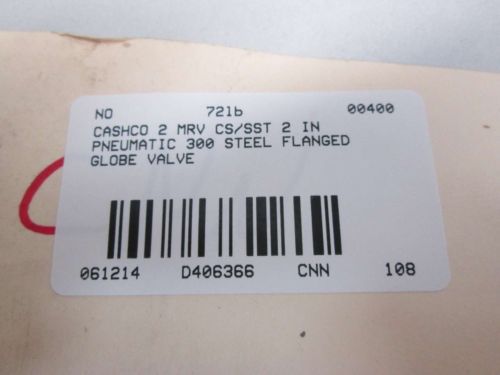 NO 721b 00400
CASHCO 2 MRV CS/SST 2 IN
PNEUMATIC 300 STEEL FLANGED
GLOBE VALVE
061214 D406366 CNN 108